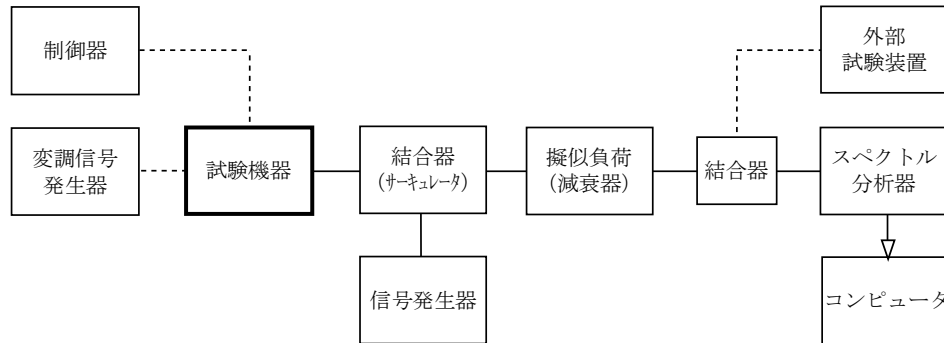 制御器
外部
試験装置
変調信号
発生器
試験機器
結合器
(サーキュレータ)
擬似負荷
(減衰器)
結合器
スペクトル
分析器
信号発生器
コンピュータ